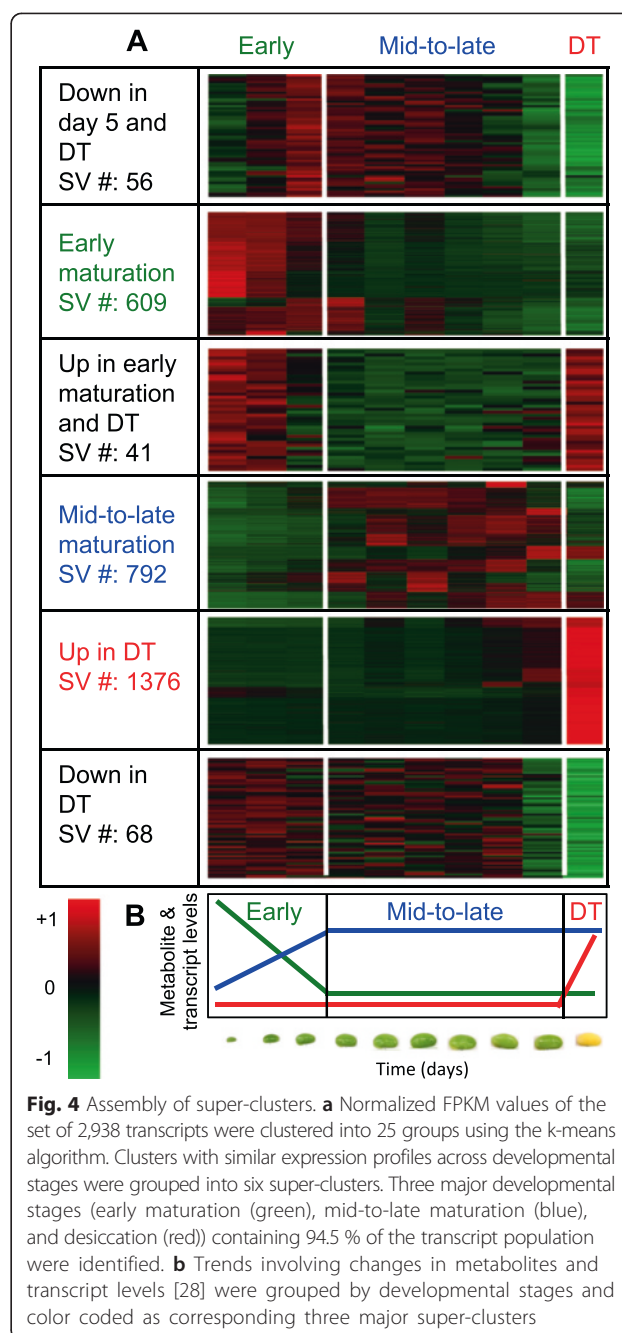 A
Early
Mid-to-late
DT
Down in
day 5 and
DT
SV #: 56
Early
maturation
SV #: 609
Up in early
maturation
and DT
SV #: 41
Mid-to-late
maturation
SV #: 792
Up in DT
SV #: 1376
Down in
DT
SV #: 68
+1
0
-1
B
Metabolite &
transcript levels
Early
Mid-to-late
DT
Time (days)
Fig. 4 Assembly of super-clusters. a Normalized FPKM values of the
set of 2,938 transcripts were clustered into 25 groups using the k-means
algorithm. Clusters with similar expression profiles across developmental
stages were grouped into six super-clusters. Three major developmental
stages (early maturation (green), mid-to-late maturation (blue),
and desiccation (red)) containing 94.5 % of the transcript population
were identified. b Trends involving changes in metabolites and
transcript levels [28] were grouped by developmental stages and
color coded as corresponding three major super-clusters